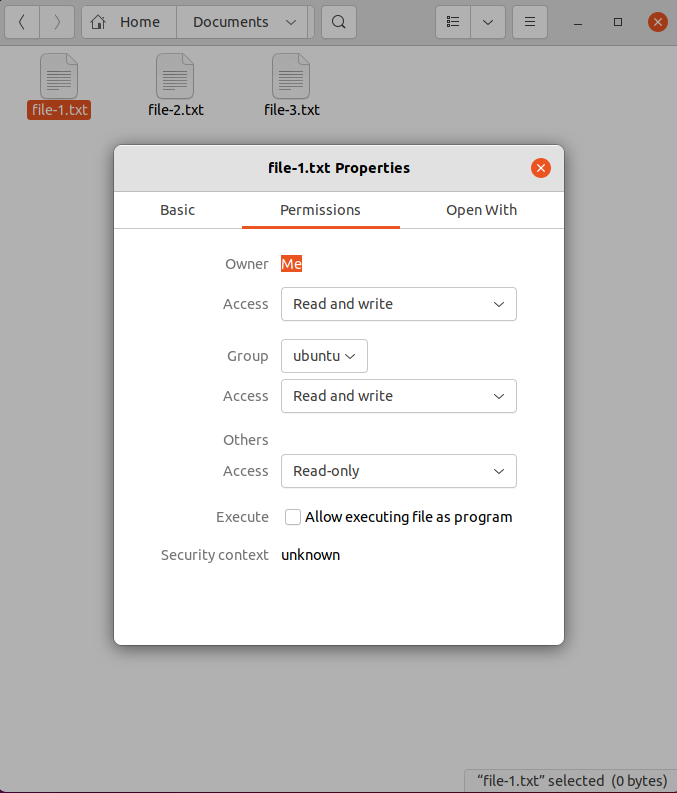 Home Documents
file-1.txt file-2.txt file-3.txt
file-1.txt Properties
Basic Permissions Open With
Owner Me
Access Read and write
Group ubuntu
Access Read and write
Others
Access Read-only
Execute Allow executing file as program
Security context unknown
“file-1.txt” selected (0 bytes)